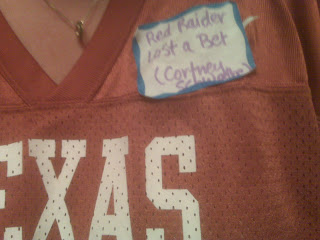 Red Raider
Lost a Bet
(Cortney
EXAS